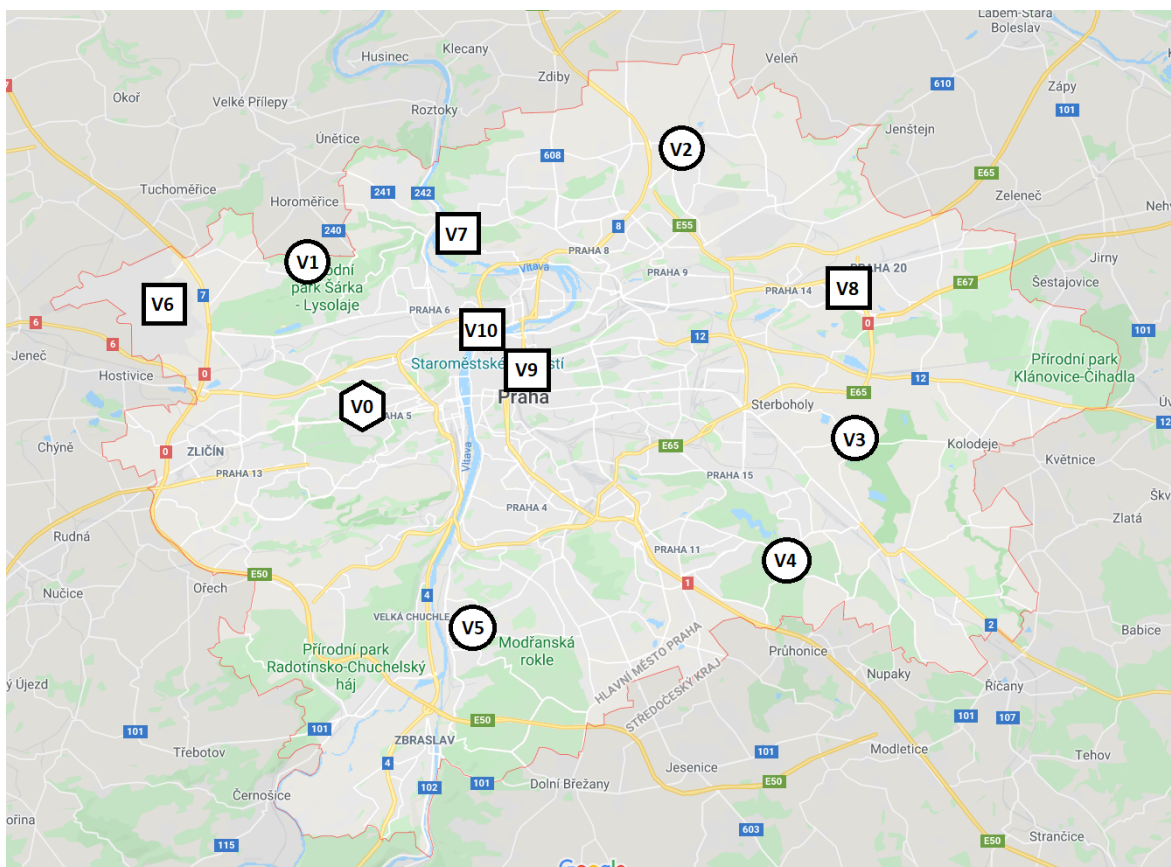 Labem-Stará
Boleslav
Klecany
Husinec
Veleň
Zdiby
Okoř
610
Zápy
Velké Přílepy
101
Roztoky
Jenštejn
Únětice
V2
608
E65
Tuchoměřice
241
242
Zeleneč
Horoměřice
Neh
240
8
E55
V7
PRAHA 8
V1
Vltava
PRAHA 9
PRAHA 20
Jirny
park Šárka
- Lysolaje
E67
Šestajovice
V6
7
PRAHA 14
V8
PRAHA 6
V10
0
6
12
101
Jeneč
6
Staroměstské
V9
Přírodní park
Klánovice-Čihadla
Hostivice
0
12
Praha
E65
V0
Sterboholy
12
V3
Kolodeje
Chýně
ZLIČÍN
E65
0
Vltava
Květnice
PRAHA 13
PRAHA 15
PRAHA 4
Zlatá
Rudná
PRAHA 11
V4
E50
1
Ořech
Nučice
4
VELKÁ CHUCHLE
2
V5
Babice
Modřanská
rokle
HLAVNÍ MĚSTO PRAHA
STŘEDOČESKÝ KRAJ
Přírodní park
Radotínsko-Chuchelský
háj
Průhonice
Nupaky
Říčany
ý Újezd
E50
101
107
101
101
ZBRASLAV
Třebotov
101
Modletice
Tehov
4
Jesenice
E50
102
101
Dolní Břežany
Černošice
603
115
E50
Strančice